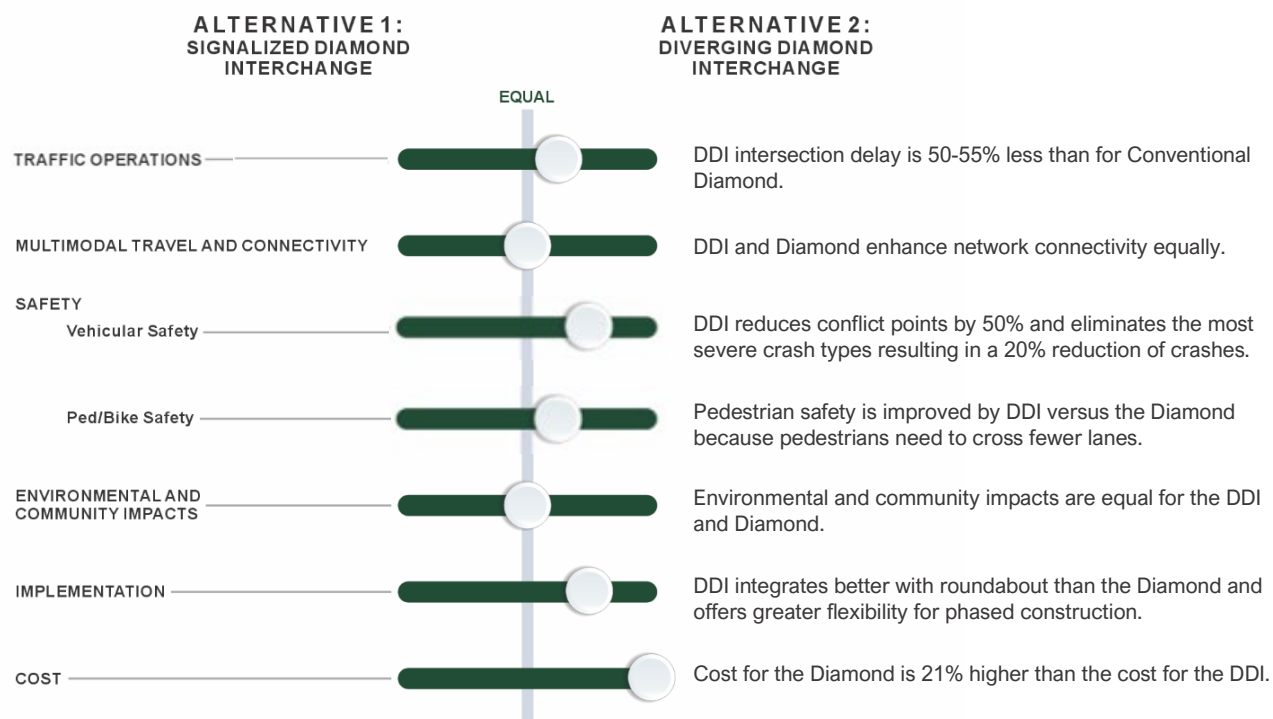 ALTERNATIVE 1:
SIGNALIZED DIAMOND
INTERCHANGE
ALTERNATIVE 2:
DIVERGING DIAMOND
INTERCHANGE
EQUAL
TRAFFIC OPERATIONS
DDI intersection delay is 50-55% less than for Conventional
Diamond.
MULTIMODAL TRAVEL AND CONNECTIVITY
DDI and Diamond enhance network connectivity equally.
SAFETY
Vehicular Safety
DDI reduces conflict points by 50% and eliminates the most
severe crash types resulting in a 20% reduction of crashes.
Ped/Bike Safety
Pedestrian safety is improved by DDI versus the Diamond
because pedestrians need to cross fewer lanes.
ENVIRONMENTAL AND
COMMUNITY IMPACTS
Environmental and community impacts are equal for the DDI
and Diamond.
IMPLEMENTATION
DDI integrates better with roundabout than the Diamond and
offers greater flexibility for phased construction.
COST
Cost for the Diamond is 21% higher than the cost for the DDI.